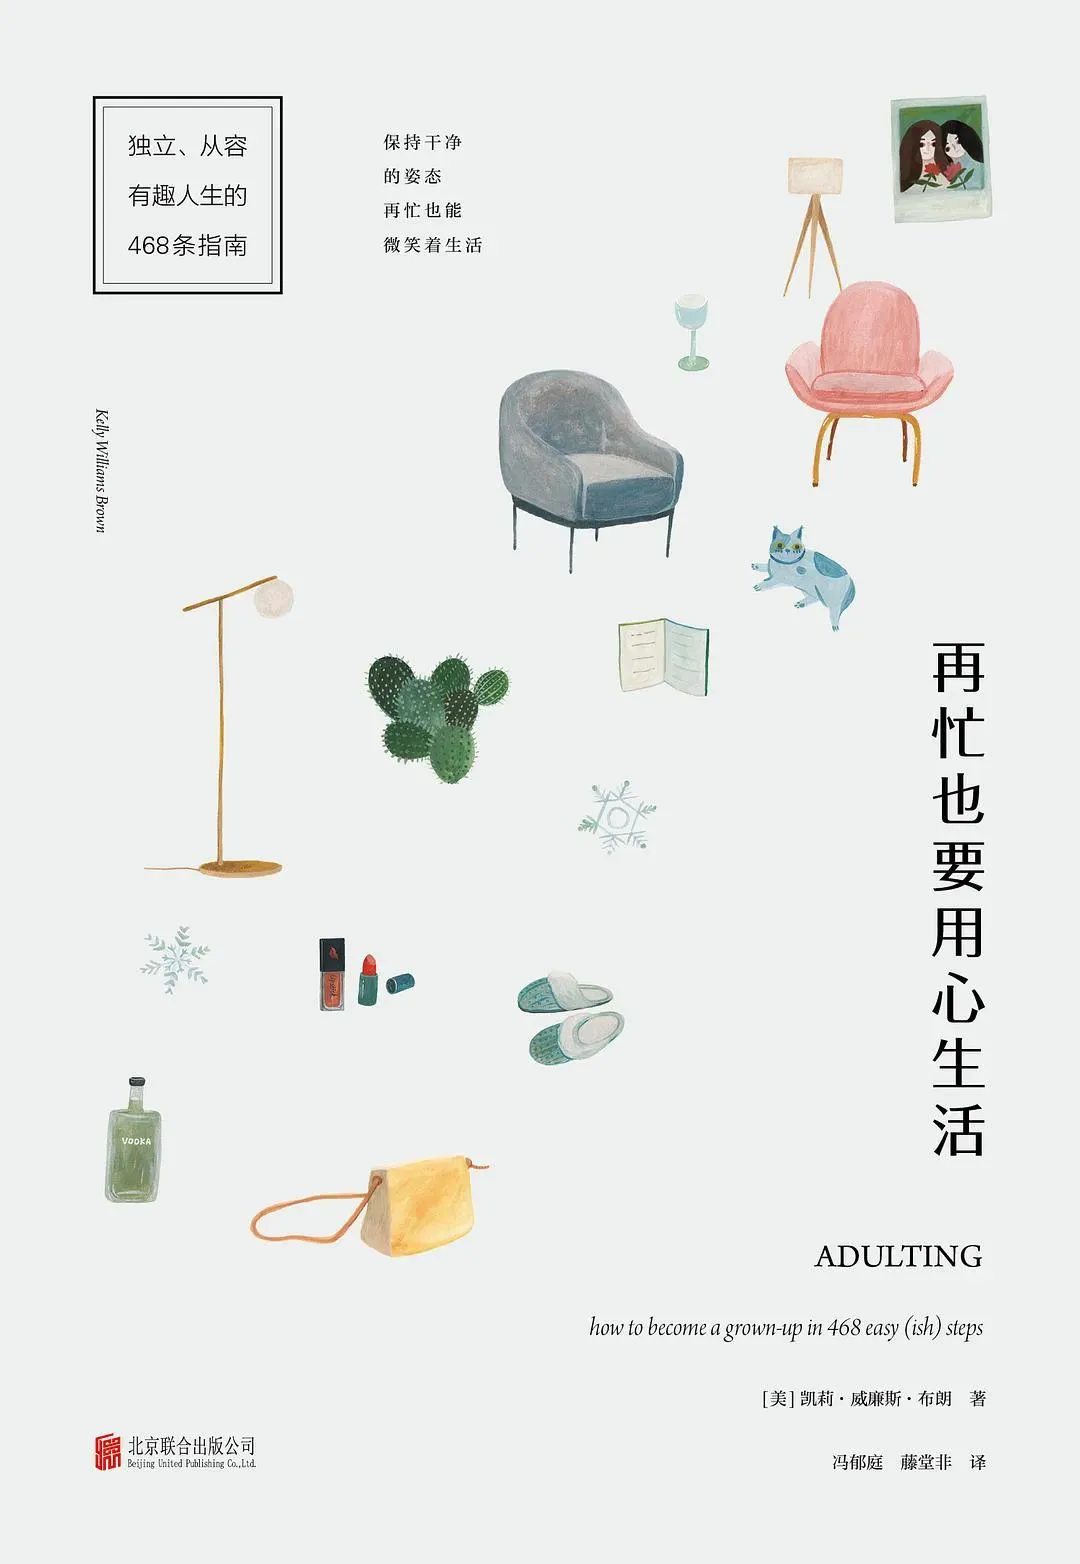 独立、从容
有趣人生的
468条指南
保持干净
的姿态
再忙也能
微笑着生活
Kelly Williams Brown
再忙也要用心生活
VODKA
ADULTING
how to become a grown-up in 468 easy (ish) steps
[美] 凯莉·威廉斯·布朗 著
冯郁庭 藤堂非 译
北京联合出版公司
Beijing United Publishing Co.,Ltd.